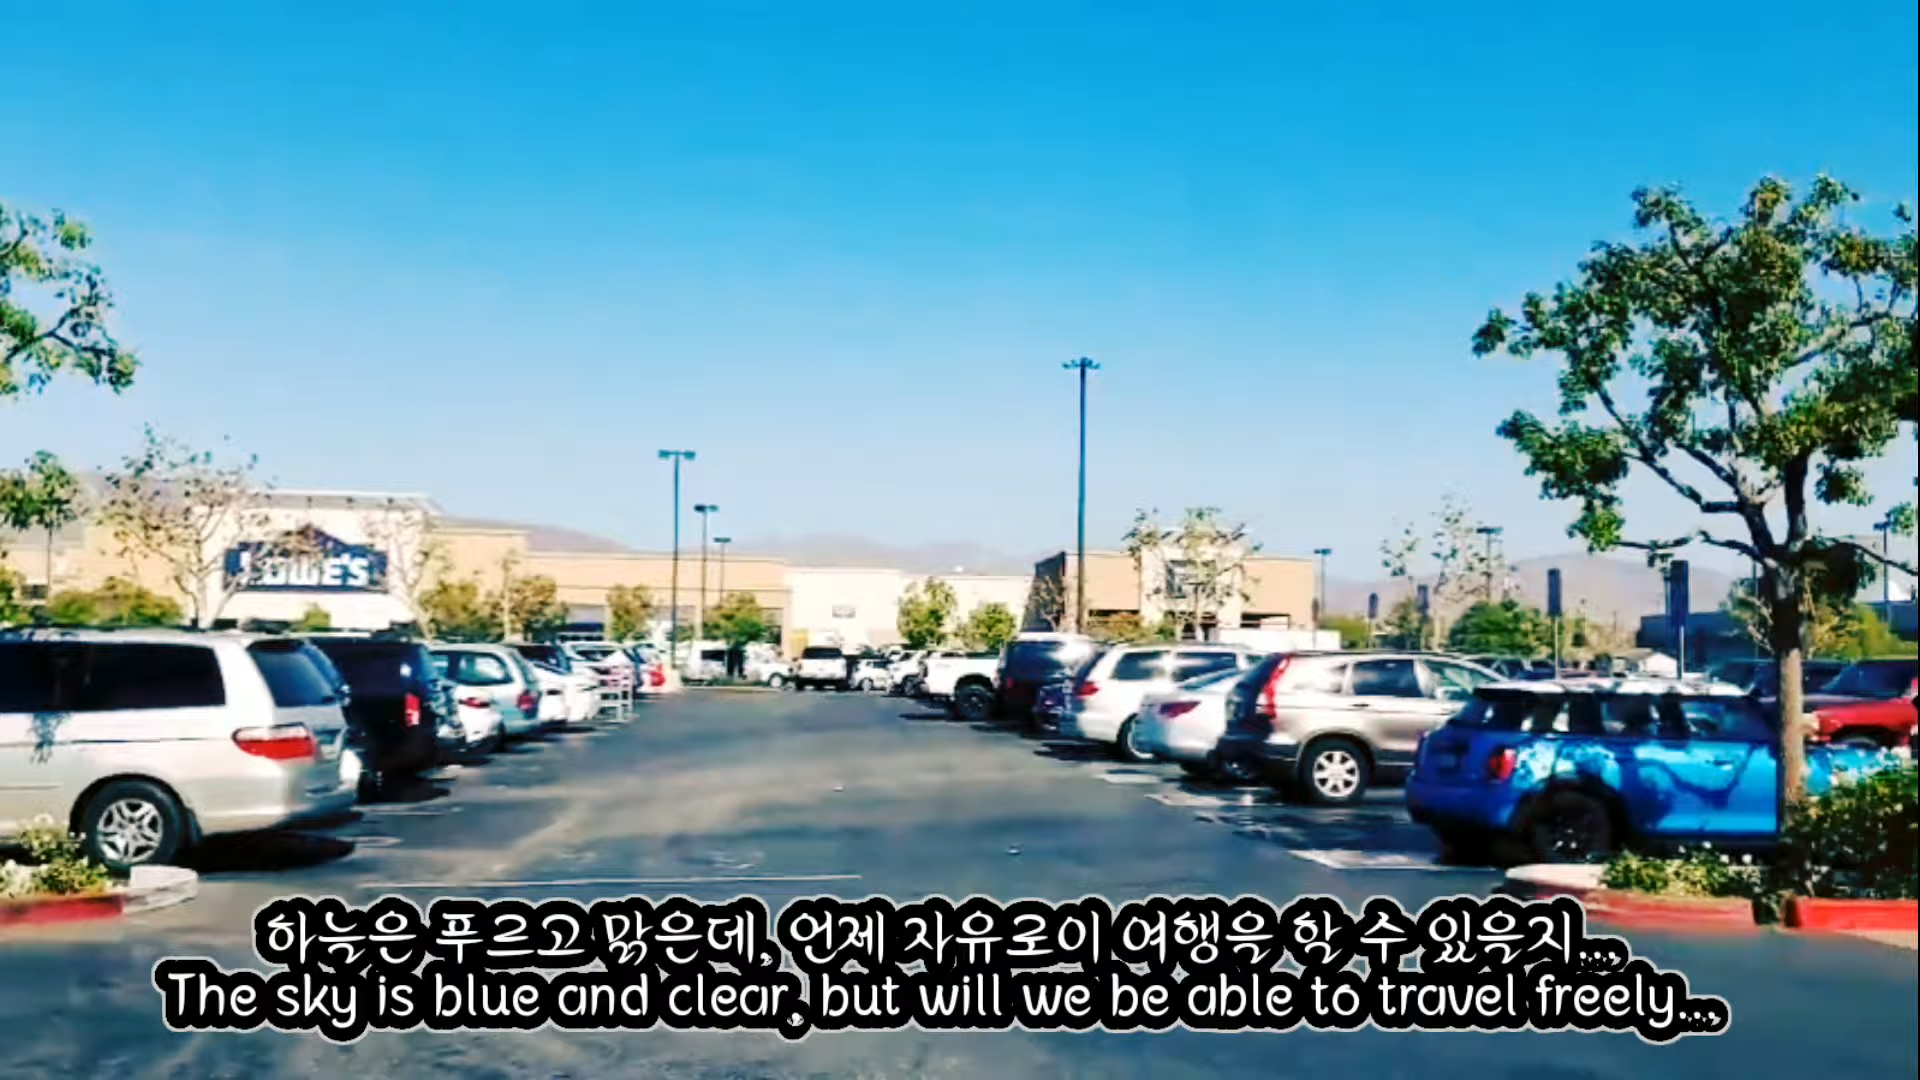 LOWE'S
하늘은 푸르고 맑은데, 언제 자유로이 여행을 할 수 있을지...,
The sky is blue and clear, but will we be able to travel freely...,